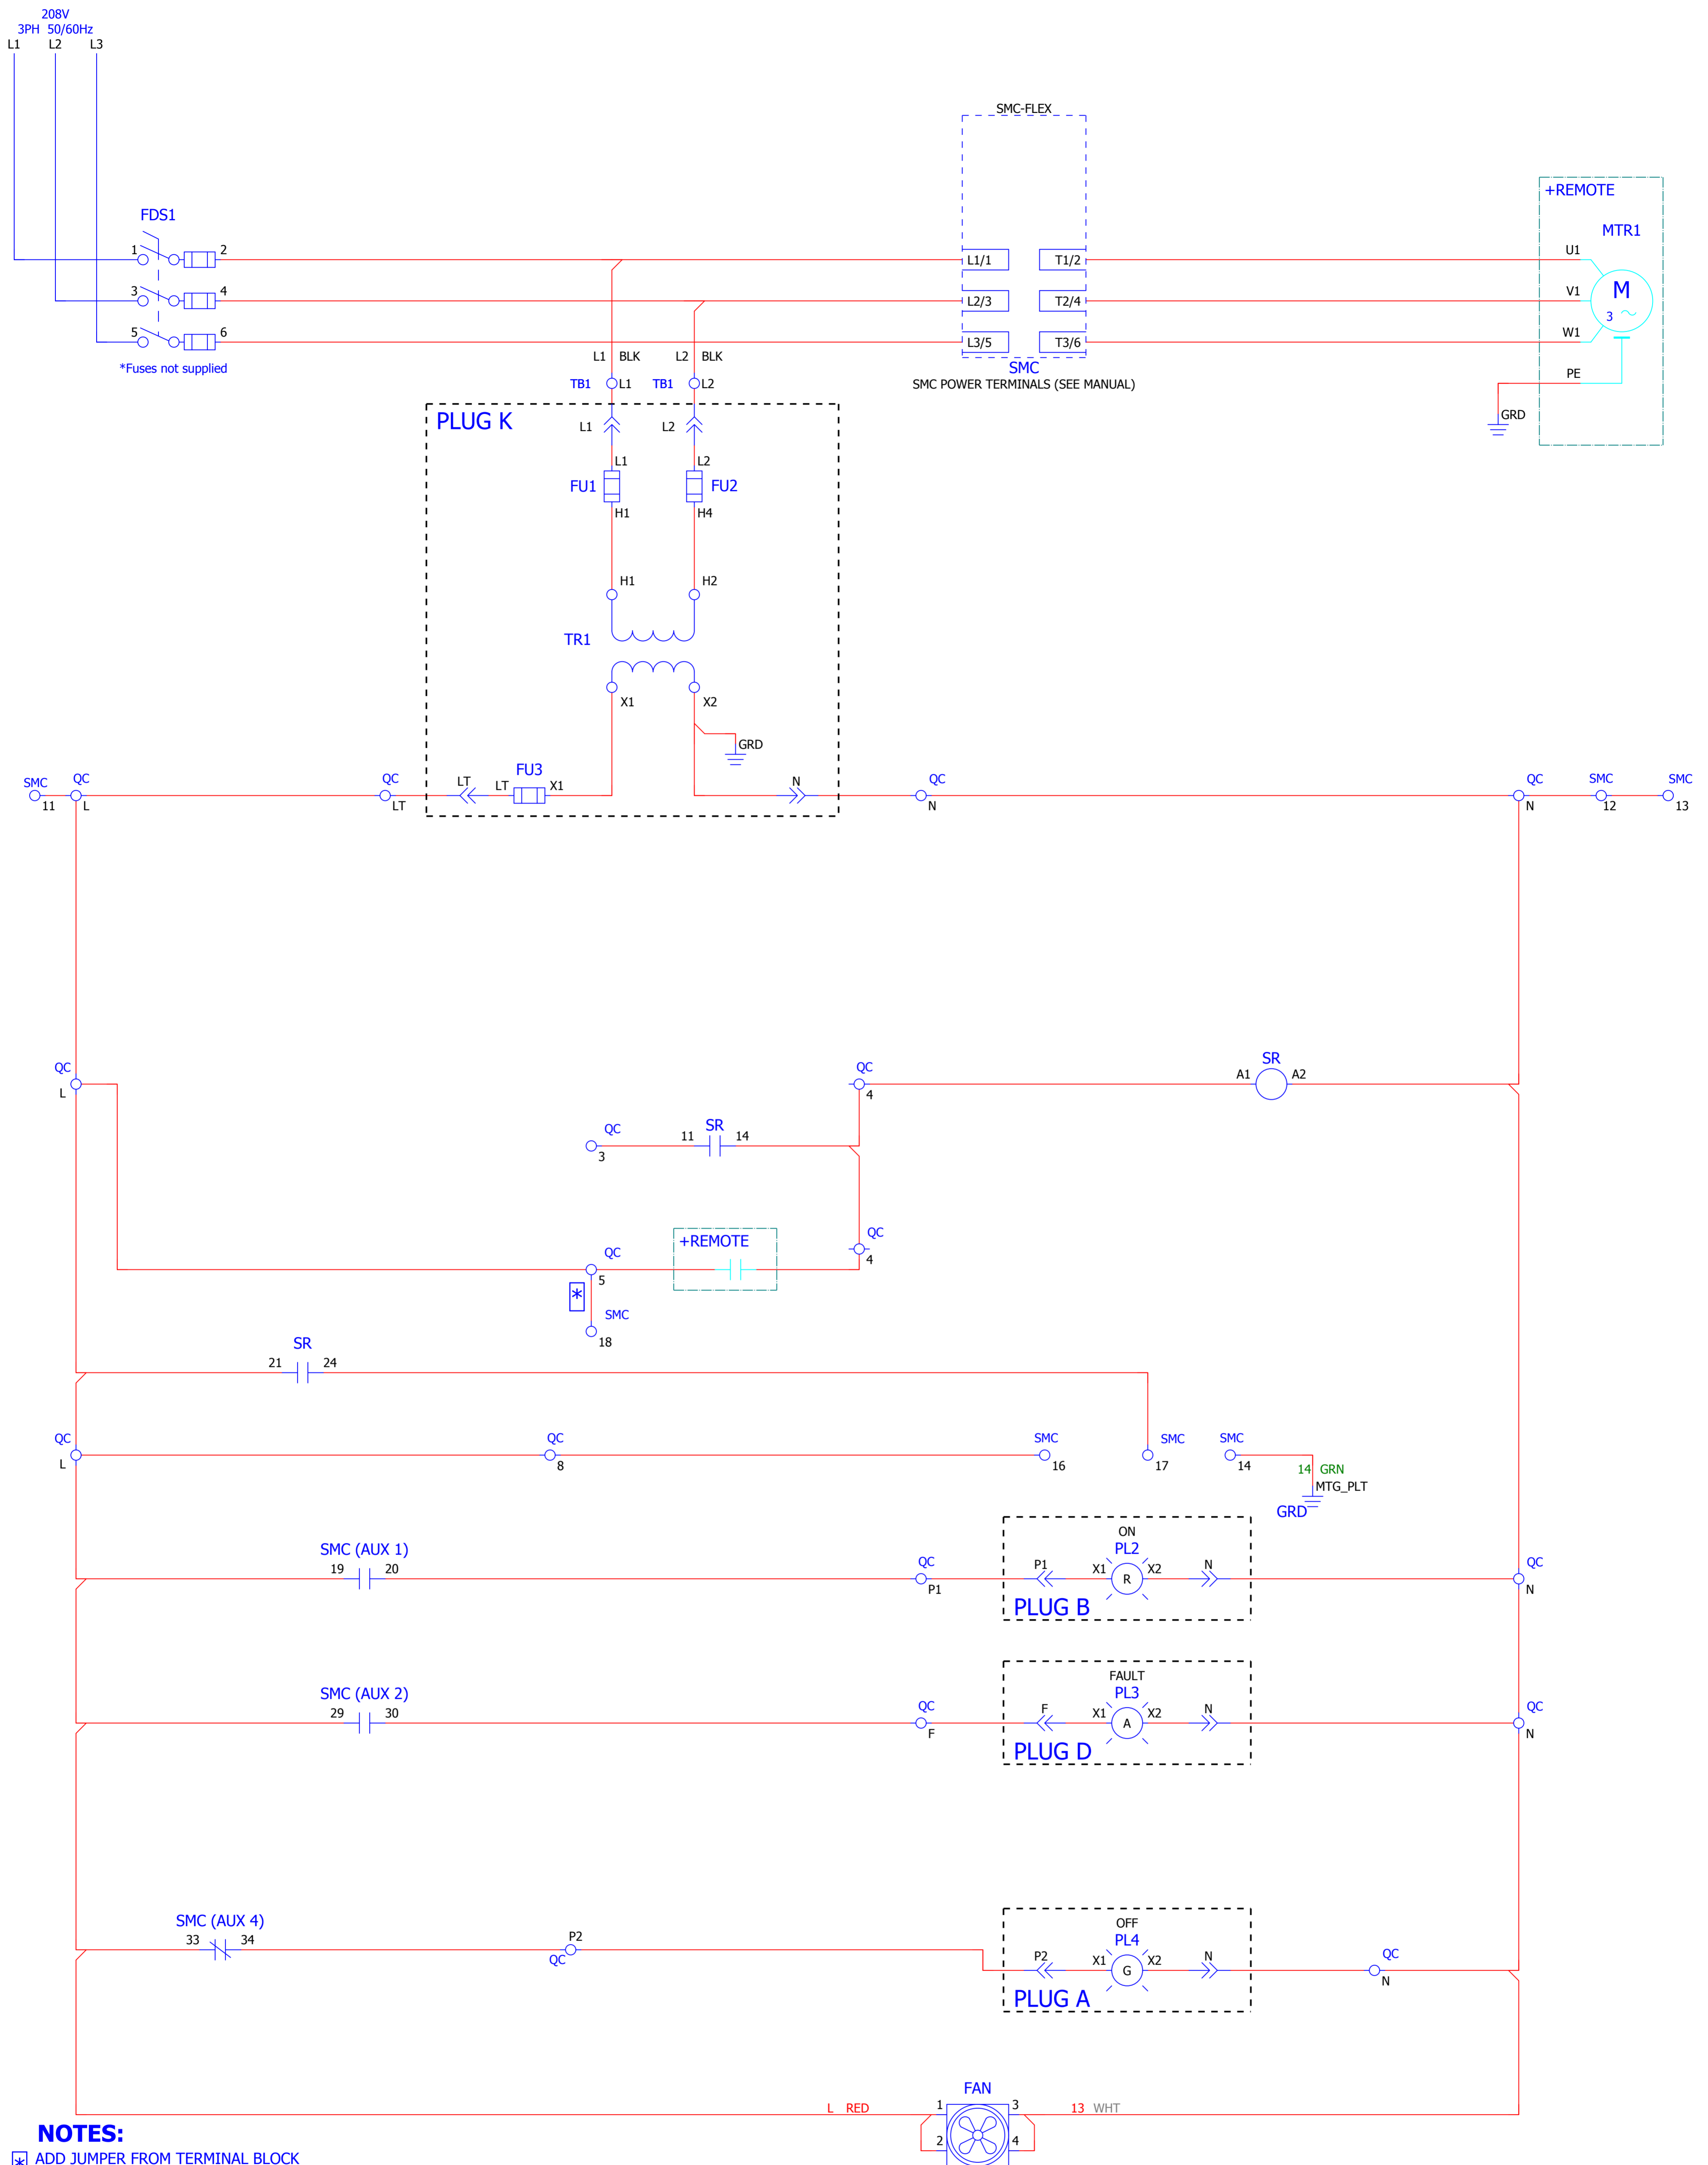 208V
3PH 50/60Hz
L1 L2 L3
SMC-FLEX
+REMOTE
FDS1
MTR1
1 2
L1/1 T1/2
U1
3 4
L2/3 T2/4
V1
M
3
5 6
L3/5 T3/6
W1
*Fuses not supplied
L1 BLK L2 BLK
SMC
SMC POWER TERMINALS (SEE MANUAL)
PE
GRD
TB1 L1 TB1 L2
PLUG K
L1 L2
L1 L2
FU1 FU2
H1 H4
H1 H2
TR1
X1 X2
GRD
SMC QC QC LT LT FU3 X1 N QC QC SMC SMC
11 L LT N N 12 13
QC QC SR
L 4 A1 A2
QC 11 SR 14
3
QC +REMOTE QC
5 4
*
SMC
18
SR
21 24
QC QC SMC SMC SMC
L 8 16 17 14
14 GRN
MTG_PLT
GRD
SMC (AUX 1)
19 20
QC
P1
ON
PL2
P1 X1 R X2 N
PLUG B
QC
N
SMC (AUX 2)
29 30
QC
F
FAULT
PL3
F X1 A X2 N
PLUG D
QC
N
SMC (AUX 4)
33 34
P2
QC
OFF
PL4
P2 X1 G X2 N
PLUG A
QC
N
FAN
L RED 1 3 13 WHT
2 4
NOTES:
* ADD JUMPER FROM TERMINAL BLOCK